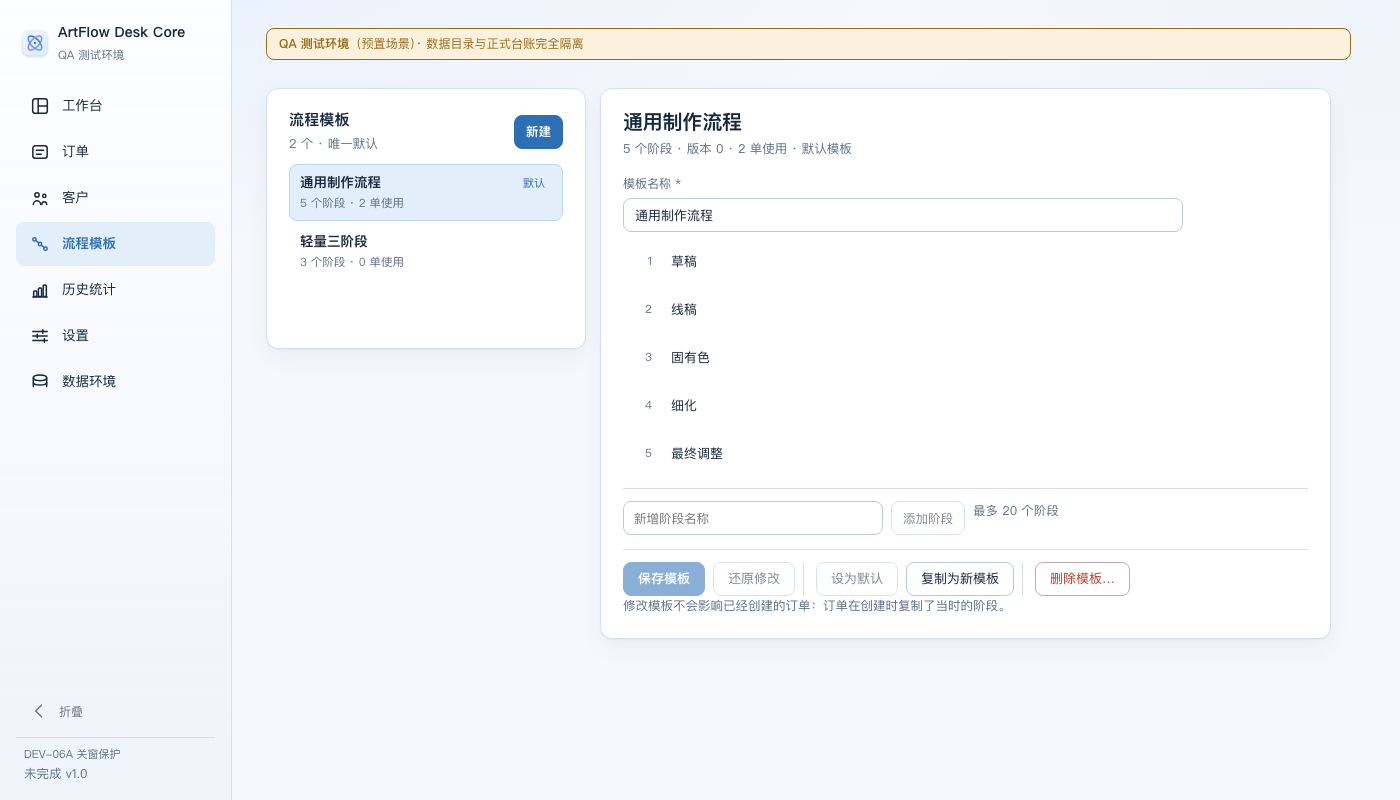 ArtFlow Desk Core
QA 测试环境
工作台
订单
客户
流程模板
历史统计
设置
数据环境
折叠
DEV-06A 关窗保护
未完成 v1.0
QA 测试环境 (预置场景) · 数据目录与正式台账完全隔离
流程模板
2 个 · 唯一默认
新建
通用制作流程
默认
5 个阶段 · 2 单使用
轻量三阶段
3 个阶段 · 0 单使用
通用制作流程
5 个阶段 · 版本 0 · 2 单使用 · 默认模板
模板名称 *
通用制作流程
1 草稿
2 线稿
3 固有色
4 细化
5 最终调整
新增阶段名称 添加阶段 最多 20 个阶段
保存模板 还原修改 设为默认 复制为新模板 删除模板…
修改模板不会影响已经创建的订单：订单在创建时复制了当时的阶段。